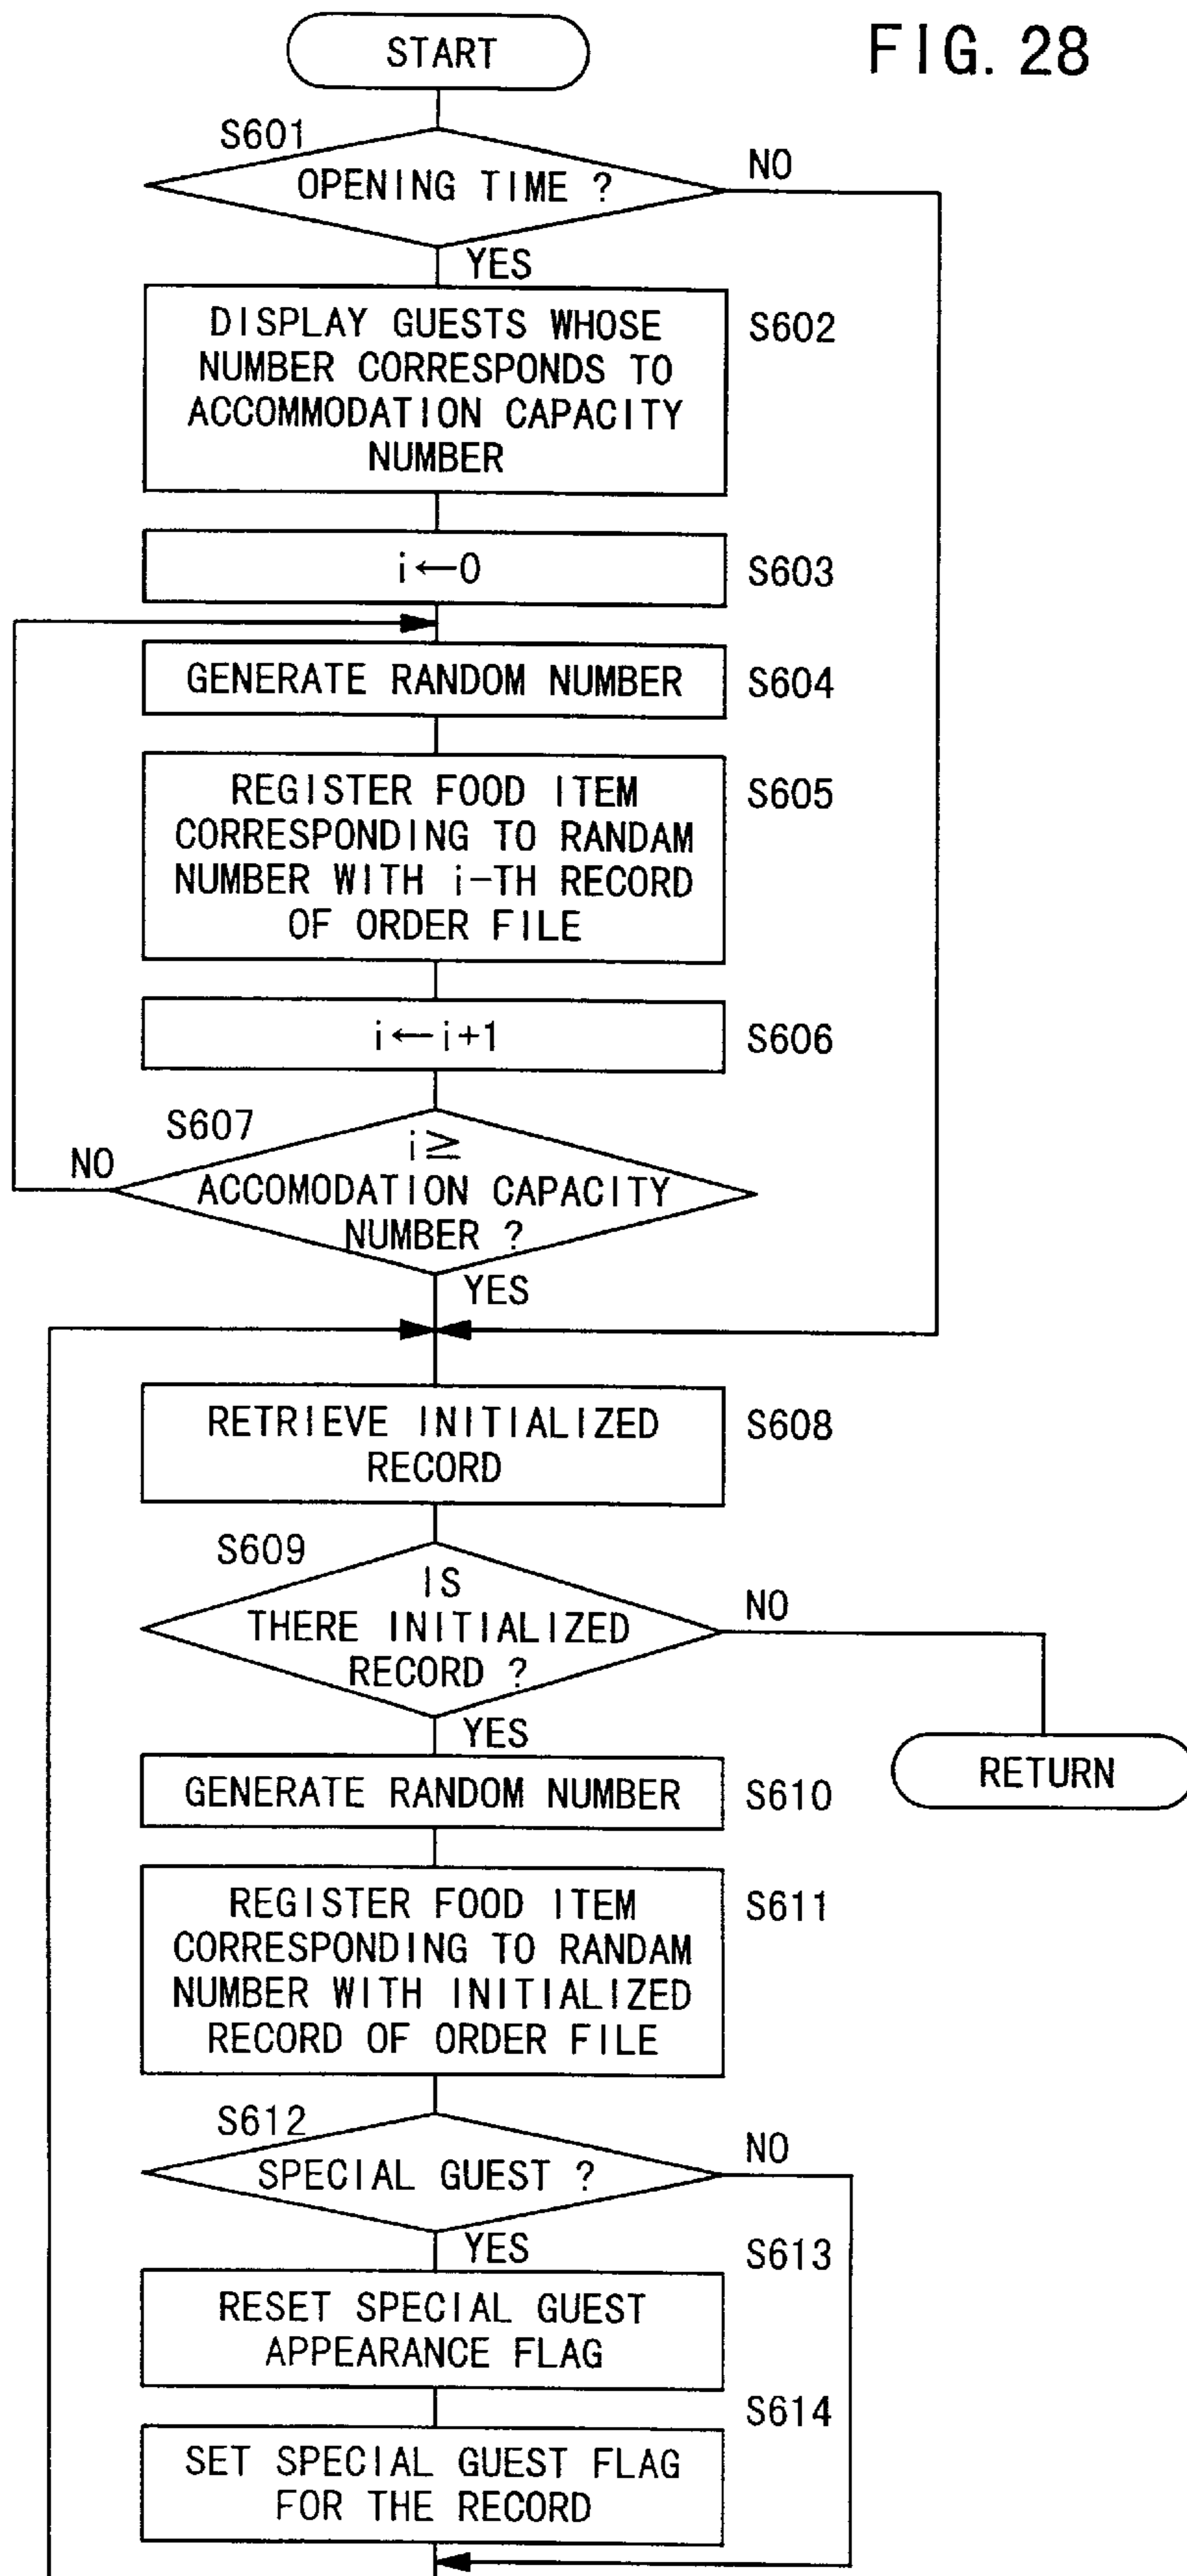 FIG. 28
START
S601
OPENING TIME ?
NO
YES
DISPLAY GUESTS WHOSE
NUMBER CORRESPONDS TO
ACCOMMODATION CAPACITY
NUMBER
S602
i←0
S603
GENERATE RANDOM NUMBER
S604
REGISTER FOOD ITEM
CORRESPONDING TO RANDAM
NUMBER WITH i-TH RECORD
OF ORDER FILE
S605
i←i+1
S606
S607
i≥
ACCOMODATION CAPACITY
NUMBER ?
NO
YES
RETRIEVE INITIALIZED
RECORD
S608
S609
IS
THERE INITIALIZED
RECORD ?
NO
YES
RETURN
GENERATE RANDOM NUMBER
S610
REGISTER FOOD ITEM
CORRESPONDING TO RANDAM
NUMBER WITH INITIALIZED
RECORD OF ORDER FILE
S611
S612
SPECIAL GUEST ?
NO
YES
S613
RESET SPECIAL GUEST
APPEARANCE FLAG
S614
SET SPECIAL GUEST FLAG
FOR THE RECORD